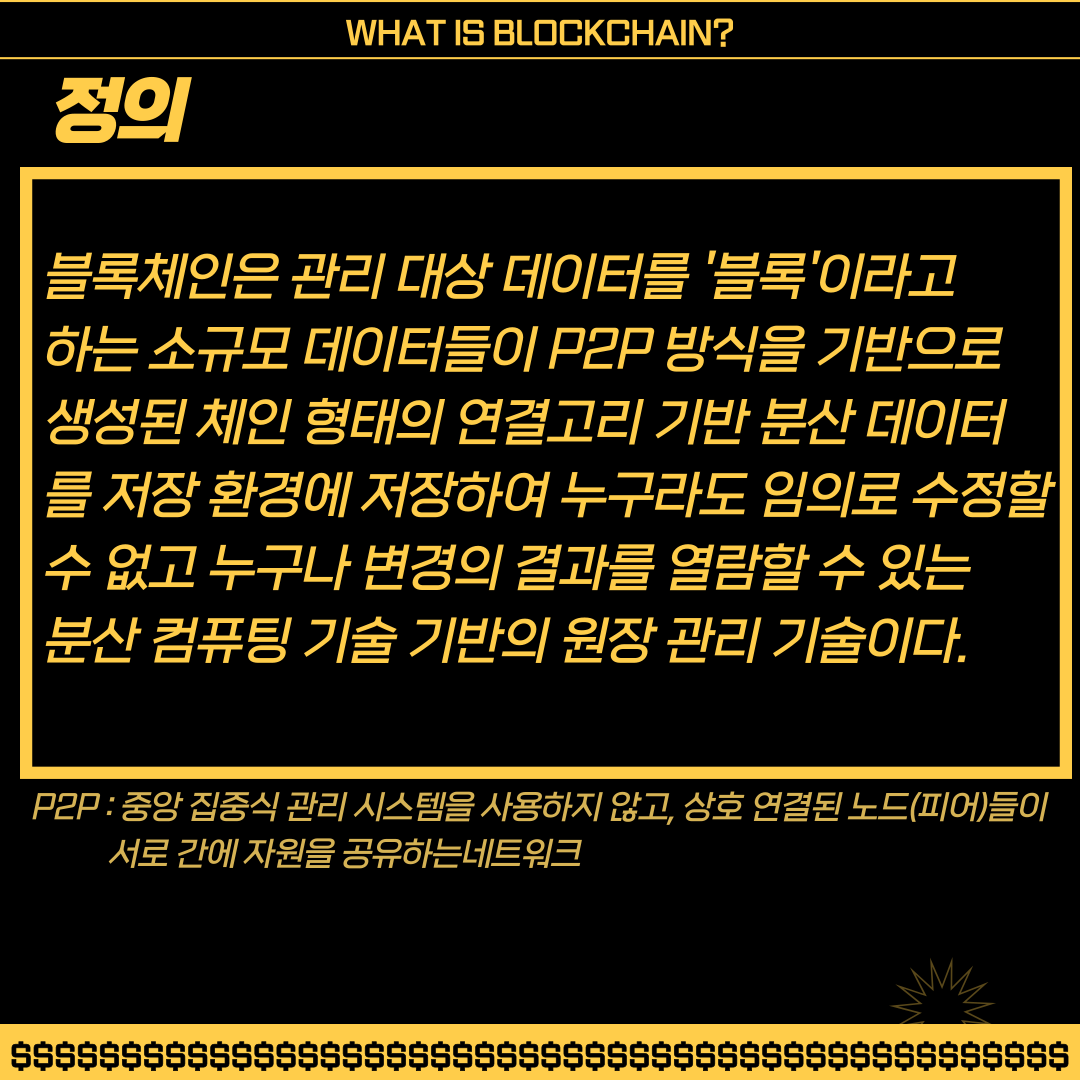 WHAT IS BLOCKCHAIN?
정의
블록체인은 관리 대상 데이터를 '블록'이라고
하는 소규모 데이터들이 P2P 방식을 기반으로
생성된 체인 형태의 연결고리 기반 분산 데이터
를 저장 환경에 저장하여 누구라도 임의로 수정할
수 없고 누구나 변경의 결과를 열람할 수 있는
분산 컴퓨팅 기술 기반의 원장 관리 기술이다.
P2P : 중앙 집중식 관리 시스템을 사용하지 않고, 상호 연결된 노드(피어)들이
서로 간에 자원을 공유하는네트워크
$$$$$$$$$$$$$$$$$$$$$$$$$$$$$$$$$$$$$$$$$$$$$$$$